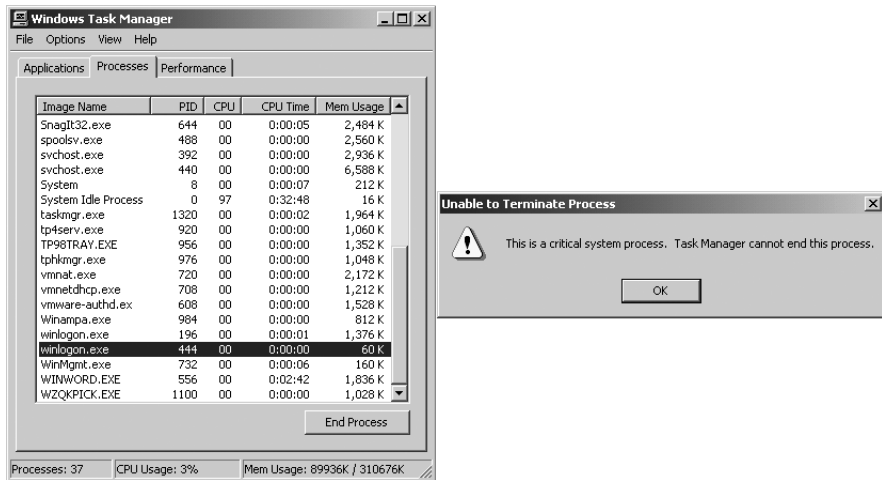 Windows Task Manager
File Options View Help
Applications Processes Performance
Image Name PID CPU CPU Time Mem Usage
SnagIt32.exe 644 00 0:00:05 2,484 K
spoolsv.exe 488 00 0:00:00 2,560 K
svchost.exe 392 00 0:00:00 2,936 K
svchost.exe 440 00 0:00:00 6,588 K
System 8 00 0:00:07 212 K
System Idle Process 0 97 0:32:48 16 K
taskmgr.exe 1320 00 0:00:02 1,964 K
tp4serv.exe 920 00 0:00:00 1,060 K
TP98TRAY.EXE 956 00 0:00:00 1,352 K
tphkmgr.exe 976 00 0:00:00 1,048 K
vmnat.exe 720 00 0:00:00 2,172 K
vmnetdhcp.exe 708 00 0:00:00 1,212 K
vmware-authd.ex 608 00 0:00:00 1,528 K
Winampa.exe 984 00 0:00:00 812 K
winlogon.exe 196 00 0:00:01 1,376 K
winlogon.exe 444 00 0:00:00 60 K
WinMgmt.exe 732 00 0:00:06 160 K
WINWORD.EXE 556 00 0:02:42 1,836 K
WZQKPICK.EXE 1100 00 0:00:00 1,028 K
End Process
Processes: 37 CPU Usage: 3% Mem Usage: 89936K / 310676K
Unable to Terminate Process
This is a critical system process. Task Manager cannot end this process.
OK